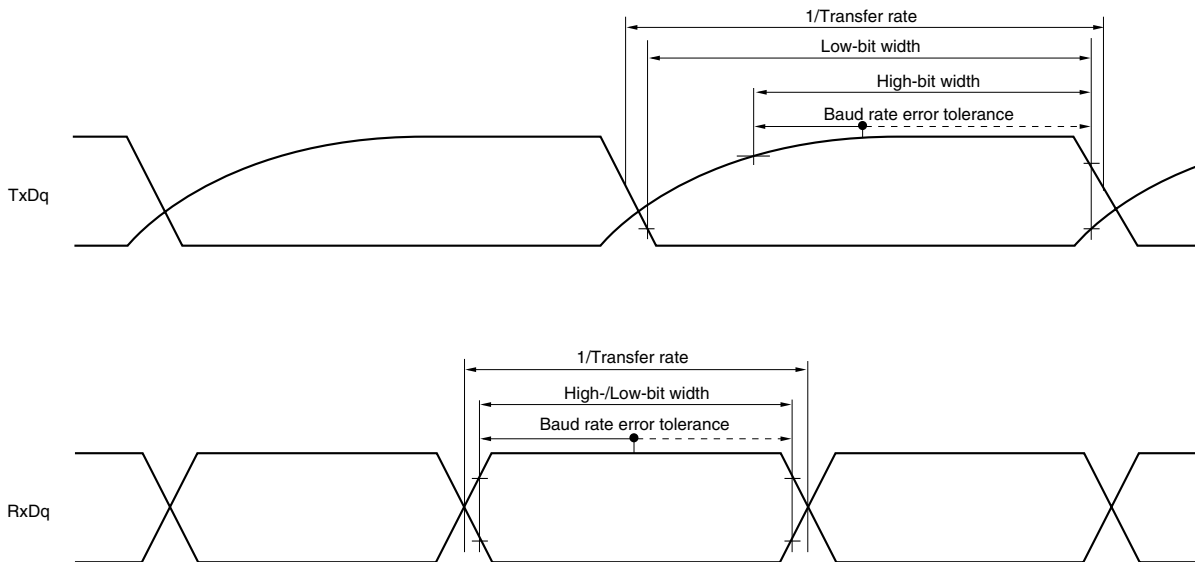 1/Transfer rate
Low-bit width
High-bit width
Baud rate error tolerance
TxDq
1/Transfer rate
High-/Low-bit width
Baud rate error tolerance
RxDq